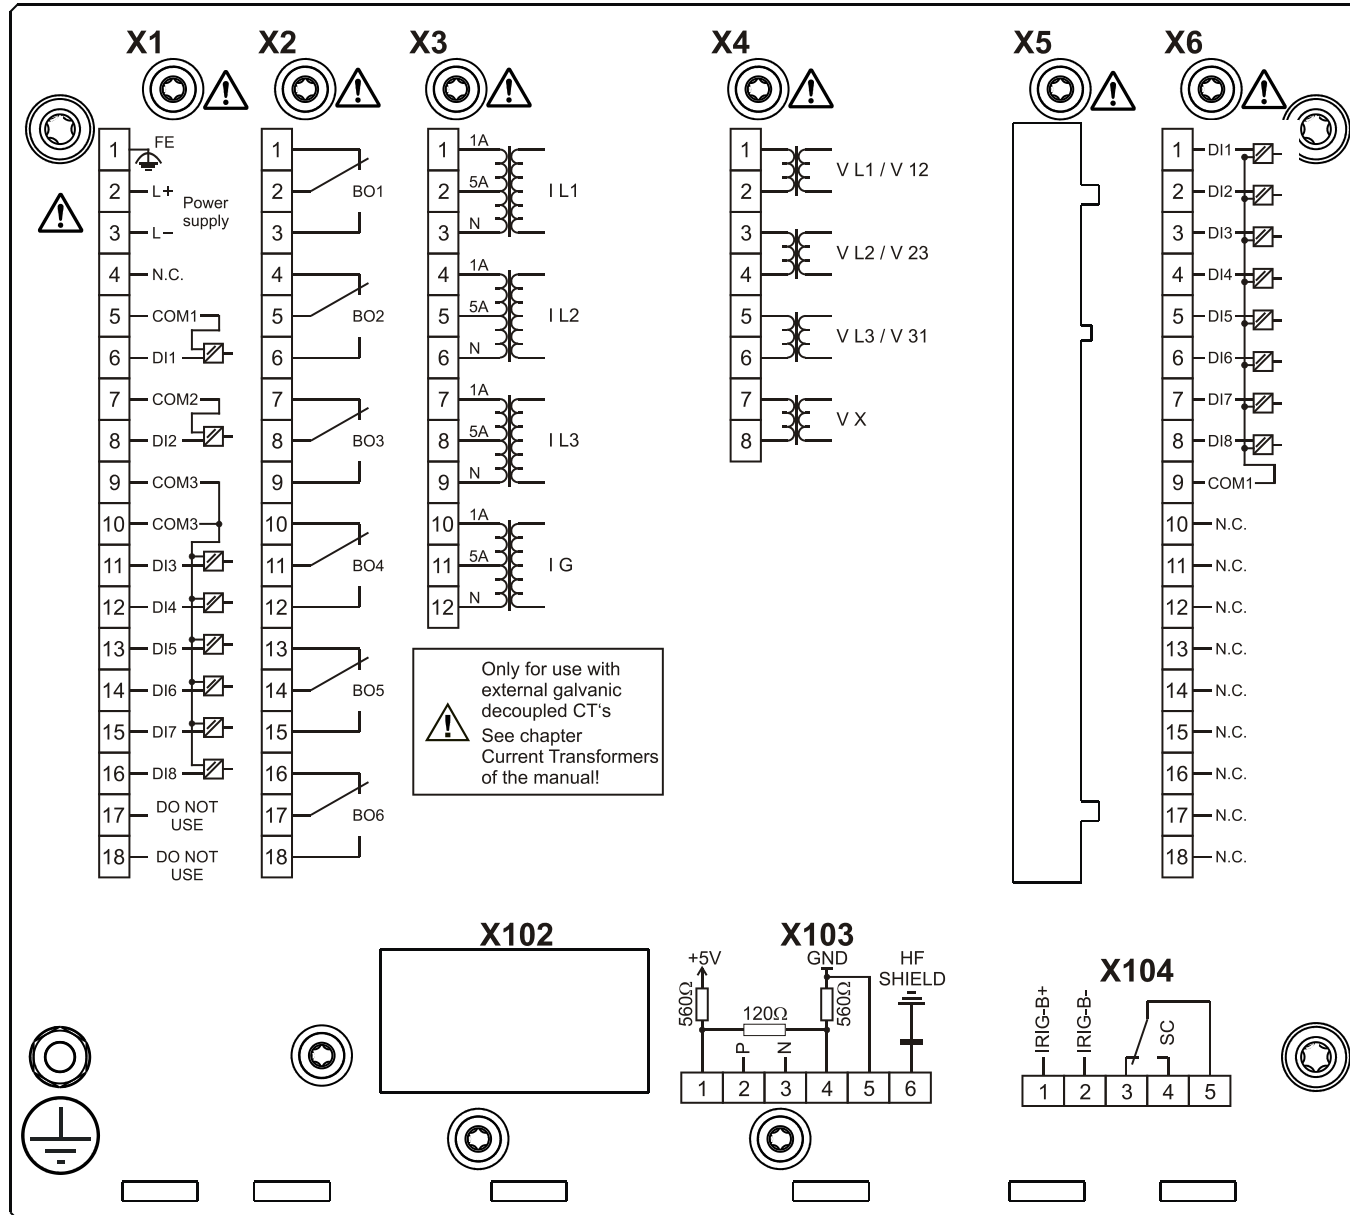 X1
X2
X3
X4
X5
X6
1 FE
2 L+
Power
supply
3 L–
4 N.C.
5 COM1
6 DI1
7 COM2
8 DI2
9 COM3
10 COM3
11 DI3
12 DI4
13 DI5
14 DI6
15 DI7
16 DI8
17 DO NOT
USE
18 DO NOT
USE
1
2 BO1
3
4
5 BO2
6
7
8 BO3
9
10
11 BO4
12
13
14 BO5
15
16
17 BO6
18
1 1A
2 5A I L1
3 N
4 1A
5 5A I L2
6 N
7 1A
8 5A I L3
9 N
10 1A
11 5A I G
12 N
Only for use with
external galvanic
decoupled CT's
See chapter
Current Transformers
of the manual!
1
V L1 / V 12
2
3
V L2 / V 23
4
5
V L3 / V 31
6
7
V X
8
1 DI1
2 DI2
3 DI3
4 DI4
5 DI5
6 DI6
7 DI7
8 DI8
9 COM1
10 N.C.
11 N.C.
12 N.C.
13 N.C.
14 N.C.
15 N.C.
16 N.C.
17 N.C.
18 N.C.
X102
X103
+5V
GND
HF
SHIELD
560Ω
120Ω
560Ω
P
N
1 2 3 4 5 6
X104
IRIG-B+
IRIG-B-
SC
1 2 3 4 5